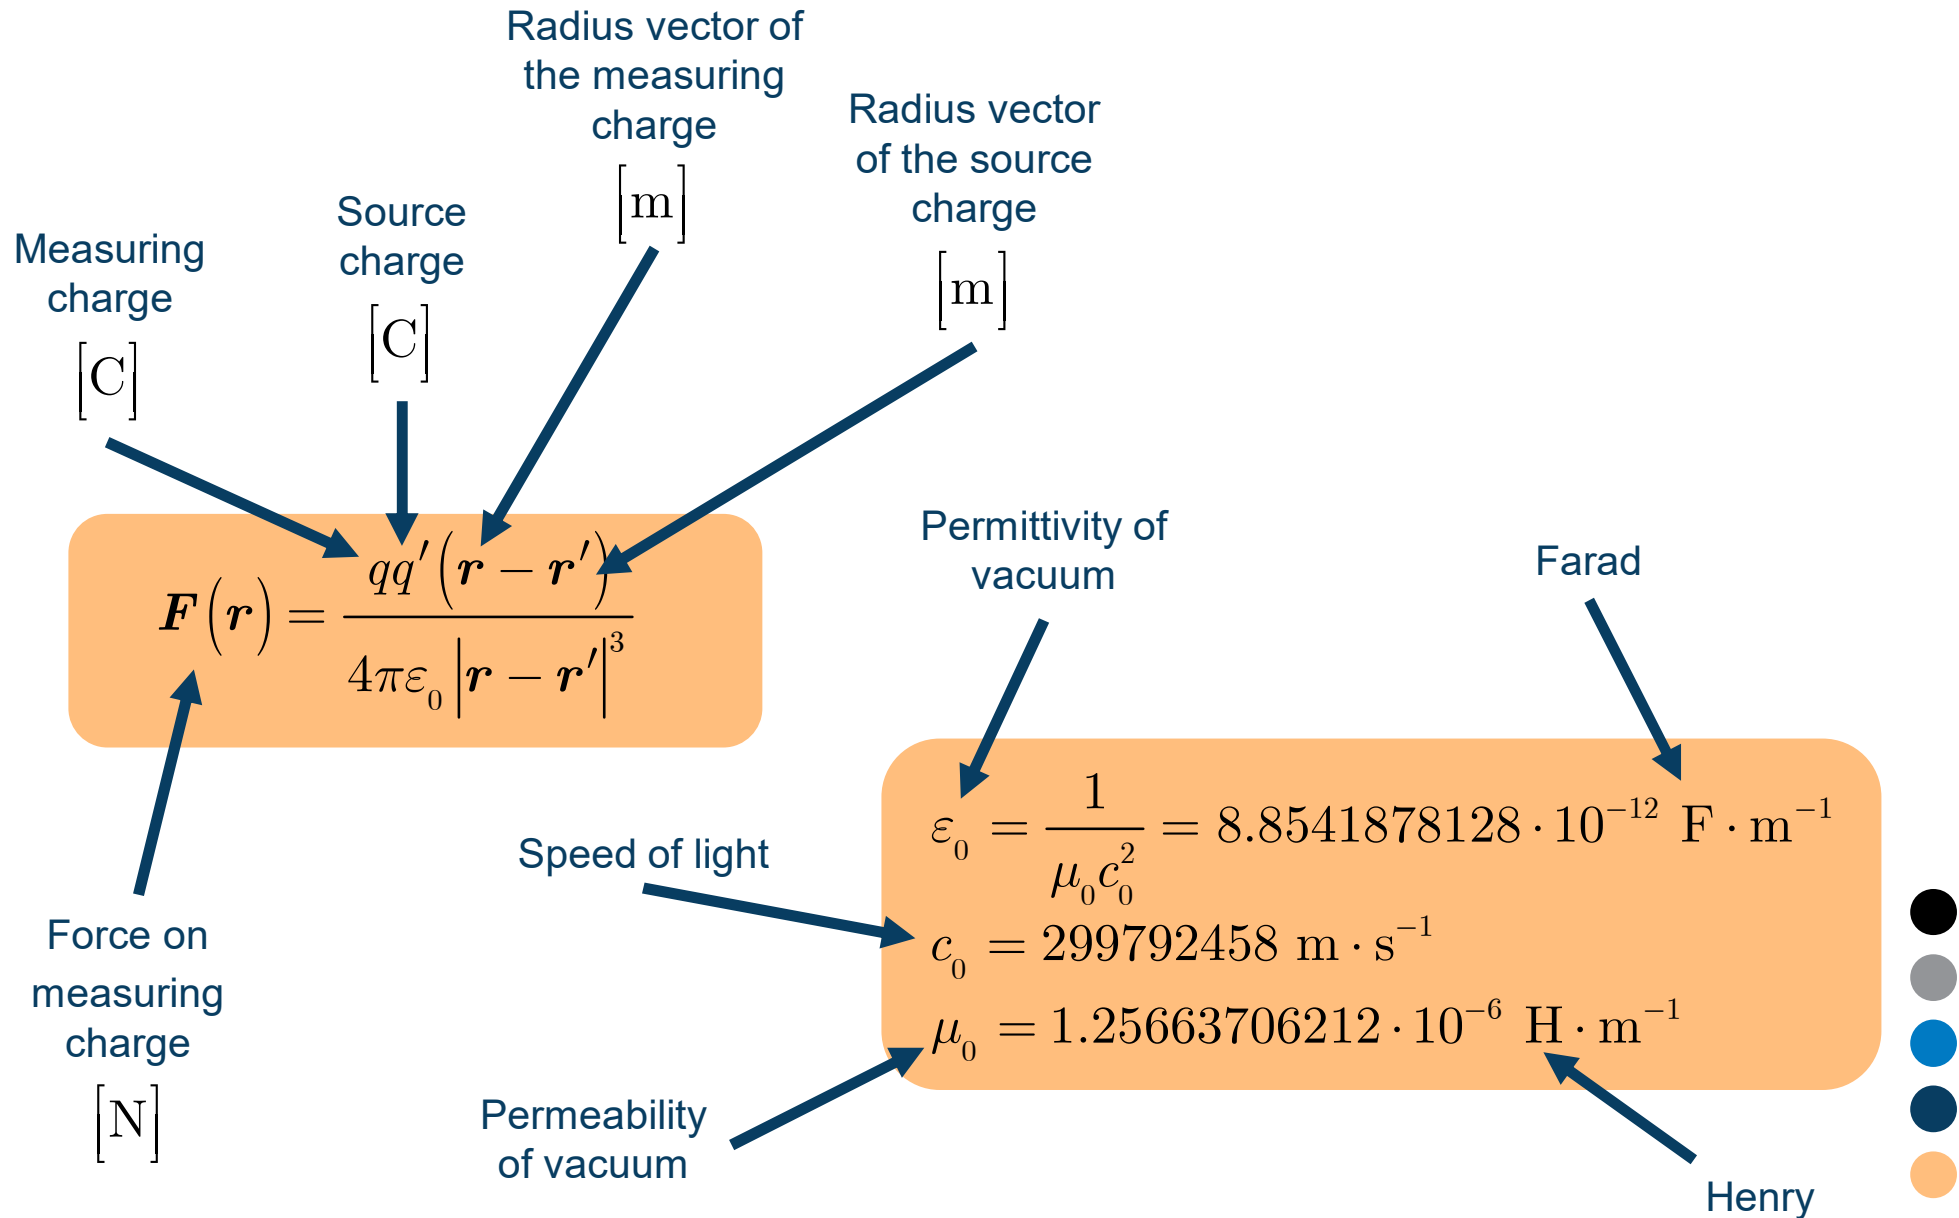 Radius vector of
the measuring
charge
[m]
Radius vector
of the source
charge
[m]
Source
charge
[C]
Measuring
charge
[C]
F(r) = qq′(r − r′) / 4πε₀|r − r′|³
Force on
measuring
charge
[N]
Permittivity of
vacuum
Farad
ε₀ = 1 / μ₀c₀² = 8.8541878128 · 10⁻¹² F · m⁻¹
Speed of light
c₀ = 299792458 m · s⁻¹
μ₀ = 1.25663706212 · 10⁻⁶ H · m⁻¹
Permeability
of vacuum
Henry